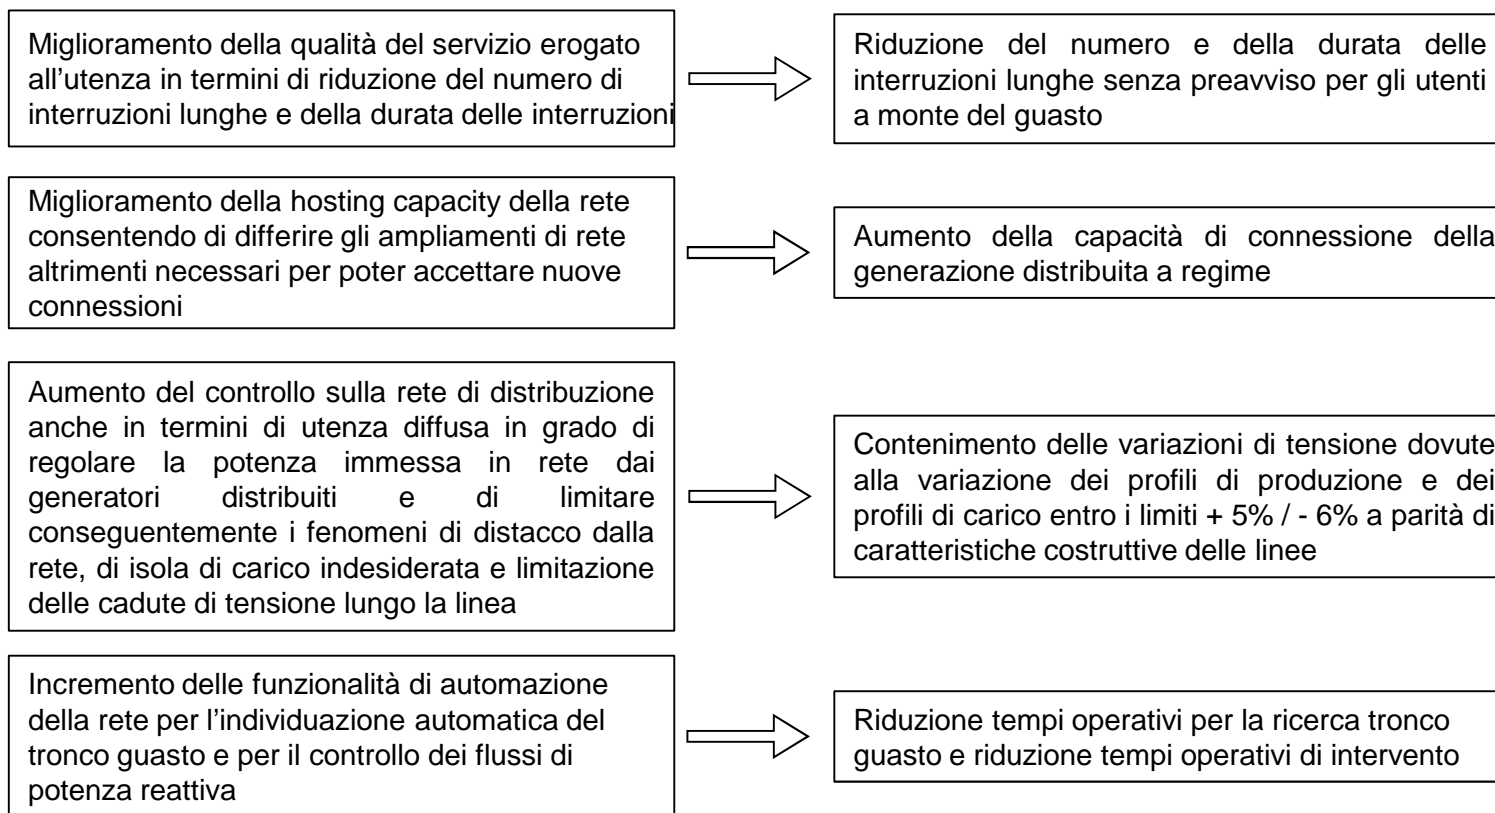 Miglioramento della qualità del servizio erogato
all’utenza in termini di riduzione del numero di
interruzioni lunghe e della durata delle interruzioni
Riduzione del numero e della durata delle
interruzioni lunghe senza preavviso per gli utenti
a monte del guasto
Miglioramento della hosting capacity della rete
consentendo di differire gli ampliamenti di rete
altrimenti necessari per poter accettare nuove
connessioni
Aumento della capacità di connessione della
generazione distribuita a regime
Aumento del controllo sulla rete di distribuzione
anche in termini di utenza diffusa in grado di
regolare la potenza immessa in rete dai
generatori distribuiti e di limitare
conseguentemente i fenomeni di distacco dalla
rete, di isola di carico indesiderata e limitazione
delle cadute di tensione lungo la linea
Contenimento delle variazioni di tensione dovute
alla variazione dei profili di produzione e dei
profili di carico entro i limiti + 5% / - 6% a parità di
caratteristiche costruttive delle linee
Incremento delle funzionalità di automazione
della rete per l’individuazione automatica del
tronco guasto e per il controllo dei flussi di
potenza reattiva
Riduzione tempi operativi per la ricerca tronco
guasto e riduzione tempi operativi di intervento